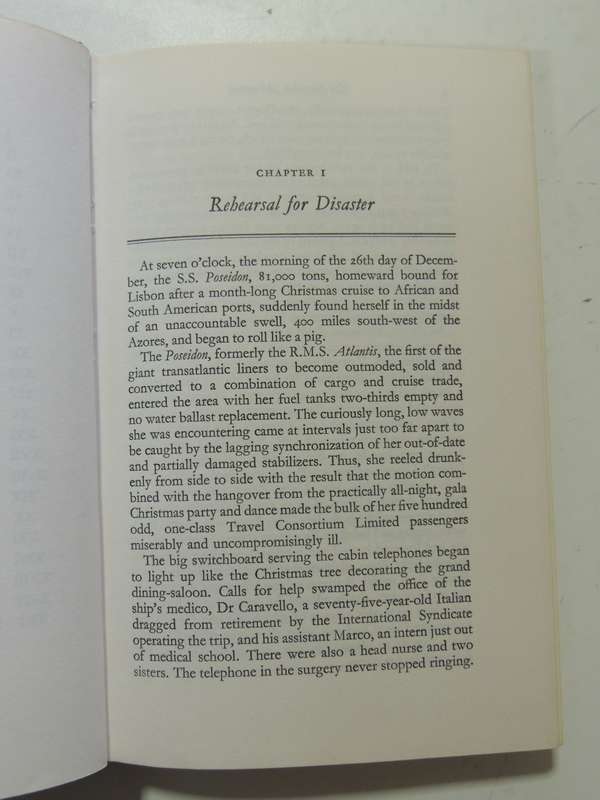 CHAPTER I
Rehearsal for Disaster
At seven o'clock, the morning of the 26th day of Decem-
ber, the S.S. Poseidon, 81,000 tons, homeward bound for
Lisbon after a month-long Christmas cruise to African and
South American ports, suddenly found herself in the midst
of an unaccountable swell, 400 miles south-west of the
Azores, and began to roll like a pig.
The Poseidon, formerly the R.M.S. Atlantis, the first of the
giant transatlantic liners to become outmoded, sold and
converted to a combination of cargo and cruise trade,
entered the area with her fuel tanks two-thirds empty and
no water ballast replacement. The curiously long, low waves
she was encountering came at intervals just too far apart to
be caught by the lagging synchronization of her out-of-date
and partially damaged stabilizers. Thus, she reeled drunk-
enly from side to side with the result that the motion com-
bined with the hangover from the practically all-night, gala
Christmas party and dance made the bulk of her five hundred
odd, one-class Travel Consortium Limited passengers
miserably and uncompromisingly ill.
The big switchboard serving the cabin telephones began
to light up like the Christmas tree decorating the grand
dining-saloon. Calls for help swamped the office of the
ship's medico, Dr Caravello, a seventy-five-year-old Italian
dragged from retirement by the International Syndicate
operating the trip, and his assistant Marco, an intern just out
of medical school. There were also a head nurse and two
sisters. The telephone in the surgery never stopped ringing.